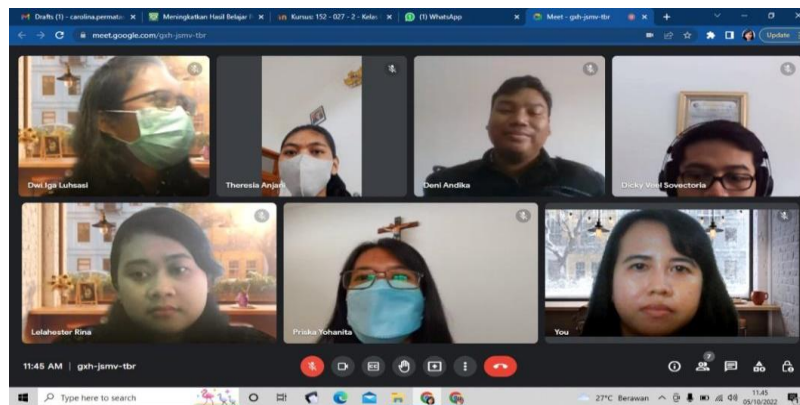 Drafts (1) - carolina.permatas
Meningkatkan Hasil Belajar
Kursus: 152 - 027 - 2 - Kelas
(1) WhatsApp
Meet - gxh-jsmv-tbr
meet.google.com/gxh-jsmv-tbr
Update
Dwi Iga Luhsasi
Theresia Anjani
Deni Andika
Dicky Voel Sovectoria
Lelahester Rina
Priska Yohanita
You
11:45 AM | gxh-jsmv-tbr
7
Type here to search
27°C Berawan
11.45
05/10/2022